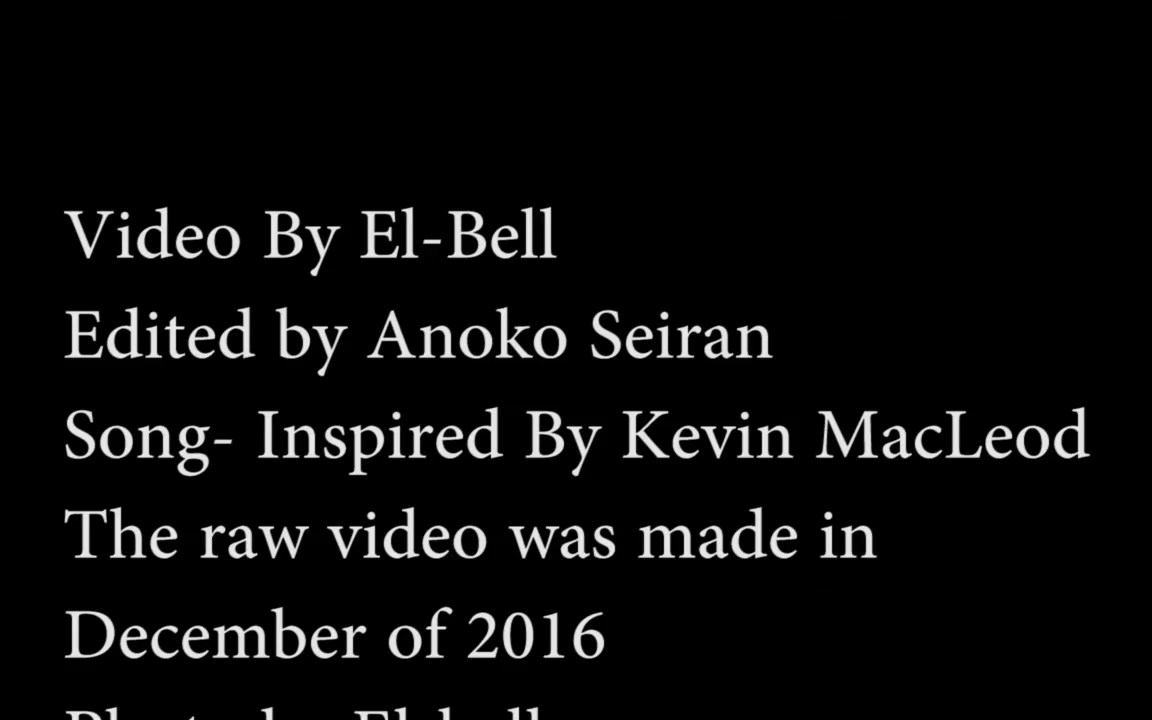 Video By El-Bell
Edited by Anoko Seiran
Song- Inspired By Kevin MacLeod
The raw video was made in
December of 2016